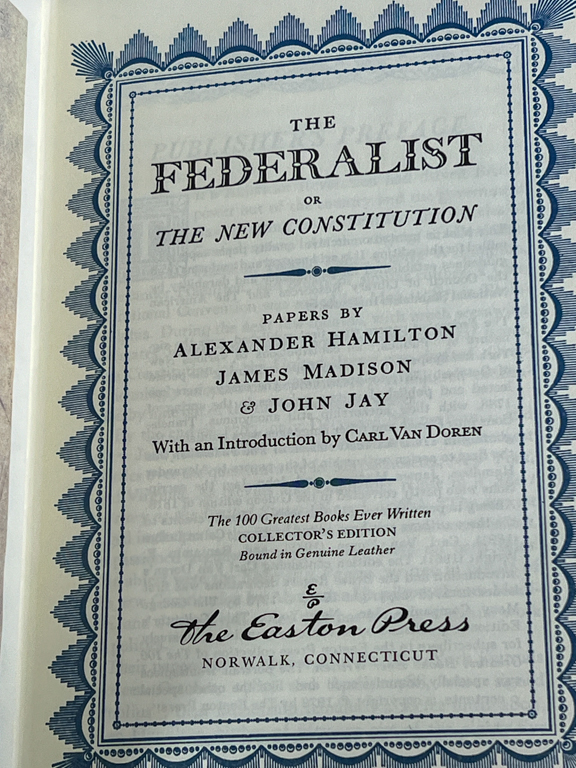 THE
FEDERALIST
OR
THE NEW CONSTITUTION
PAPERS BY
ALEXANDER HAMILTON
JAMES MADISON
& JOHN JAY
With an Introduction by CARL VAN DOREN
The 100 Greatest Books Ever Written
COLLECTOR'S EDITION
Bound in Genuine Leather
The Easton Press
NORWALK, CONNECTICUT